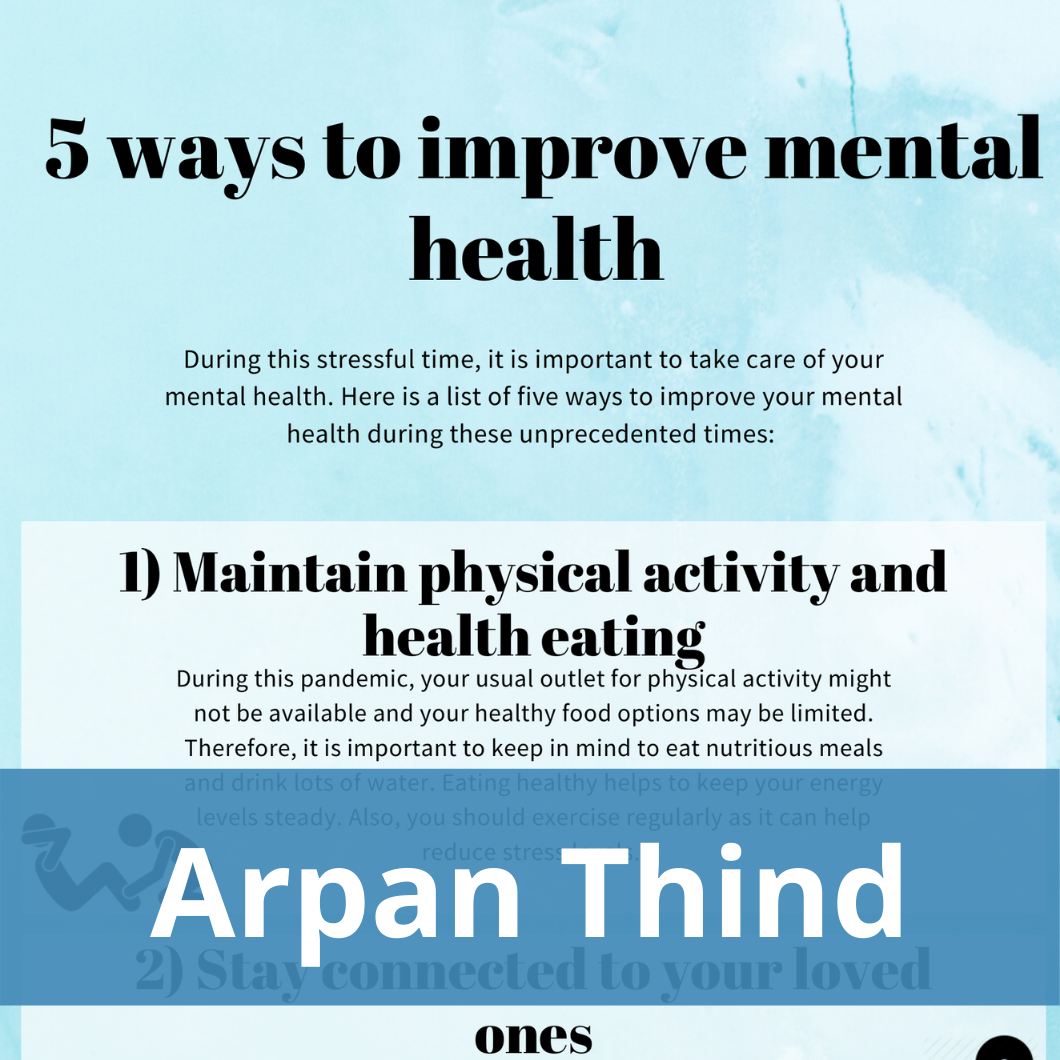 5 ways to improve mental
health
During this stressful time, it is important to take care of your
mental health. Here is a list of five ways to improve your mental
health during these unprecedented times:
1) Maintain physical activity and
health eating
During this pandemic, your usual outlet for physical activity might
not be available and your healthy food options may be limited.
Therefore, it is important to keep in mind to eat nutritious meals
and drink lots of water. Eating healthy helps to keep your energy
levels steady. Also, you should exercise regularly as it can help
reduce stress
Arpan Thind
2) Stay connected to your loved
ones